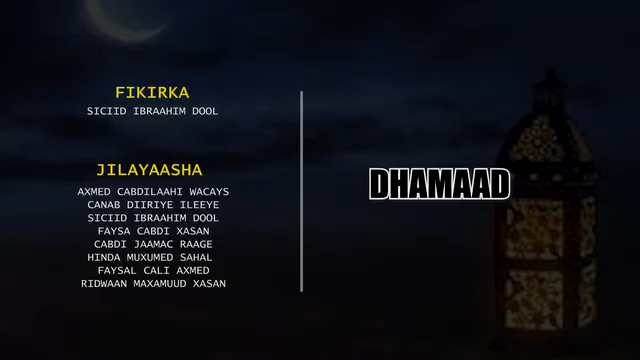 FIKIRKA
SICIID IBRAAHIM DOOL
JILAYAASHA
AXMED CABDILAAHI WACAYS
CANAB DIIRIYE ILEEYE
SICIID IBRAAHIM DOOL
FAYSA CABDI XASAN
CABDI JAAMAC RAAGE
HINDA MUXUMED SAHAL
FAYSAL CALI AXMED
RIDWAAN MAXAMUUD XASAN
DHAMAAD